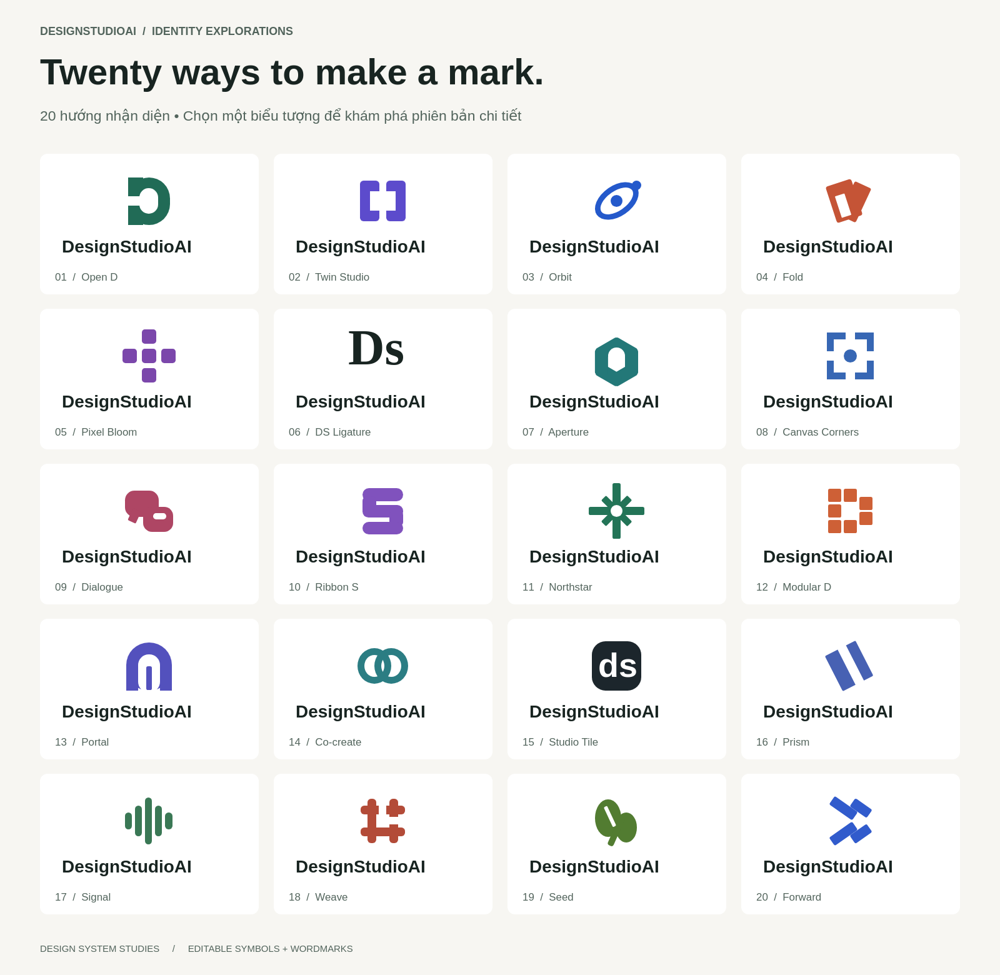 DESIGNSTUDIOAI / IDENTITY EXPLORATIONS
Twenty ways to make a mark.
20 hướng nhận diện • Chọn một biểu tượng để khám phá phiên bản chi tiết
DesignStudioAI
01 / Open D
DesignStudioAI
02 / Twin Studio
DesignStudioAI
03 / Orbit
DesignStudioAI
04 / Fold
DesignStudioAI
05 / Pixel Bloom
Ds
DesignStudioAI
06 / DS Ligature
DesignStudioAI
07 / Aperture
DesignStudioAI
08 / Canvas Corners
DesignStudioAI
09 / Dialogue
DesignStudioAI
10 / Ribbon S
DesignStudioAI
11 / Northstar
DesignStudioAI
12 / Modular D
DesignStudioAI
13 / Portal
DesignStudioAI
14 / Co-create
ds
DesignStudioAI
15 / Studio Tile
DesignStudioAI
16 / Prism
DesignStudioAI
17 / Signal
DesignStudioAI
18 / Weave
DesignStudioAI
19 / Seed
DesignStudioAI
20 / Forward
DESIGN SYSTEM STUDIES / EDITABLE SYMBOLS + WORDMARKS